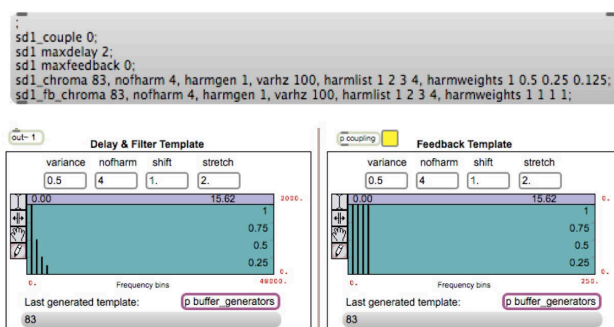 ;
sd1_couple 0;
sd1 maxdelay 2;
sd1 maxfeedback 0;
sd1_chroma 83, nofharm 4, harmgen 1, varhz 100, harmlist 1 2 3 4, harmweights 1 0.5 0.25 0.125;
sd1_fb_chroma 83, nofharm 4, harmgen 1, varhz 100, harmlist 1 2 3 4, harmweights 1 1 1 1;
out~ 1
Delay & Filter Template
variance nofharm shift stretch
0.5 4 1. 2.
0.00 15.62 2000.
1
0.75
0.5
0.25
0.
0. Frequency bins 48000.
Last generated template: p buffer_generators
83
p coupling
Feedback Template
variance nofharm shift stretch
0.5 4 1. 2.
0.00 15.62 0.
1
0.75
0.5
0.25
0.
0. Frequency bins 250.
Last generated template: p buffer_generators
83